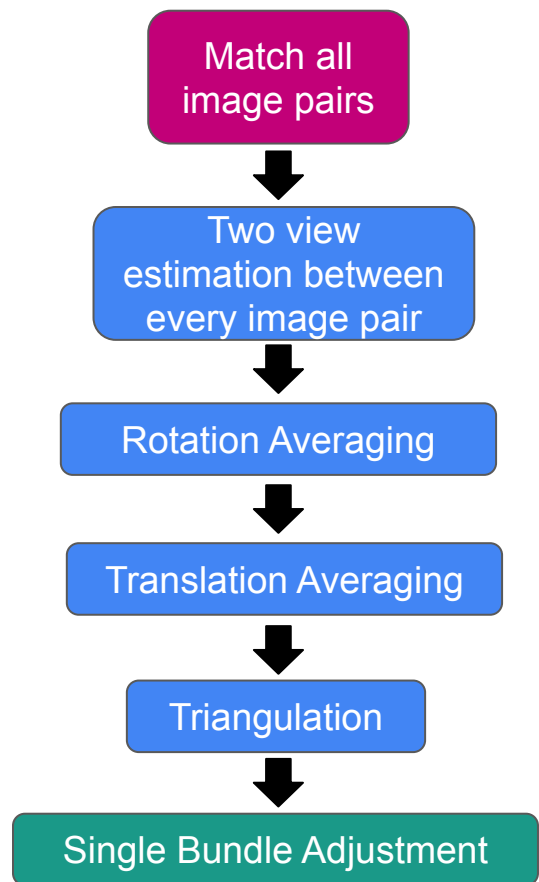 Match all
image pairs
Two view
estimation between
every image pair
Rotation Averaging
Translation Averaging
Triangulation
Single Bundle Adjustment